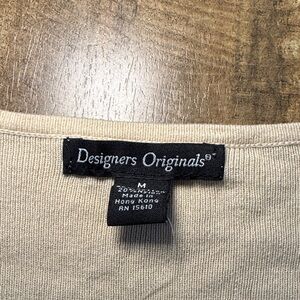 Designers Originals®
M
Made in
Hong Kong
RN 15610